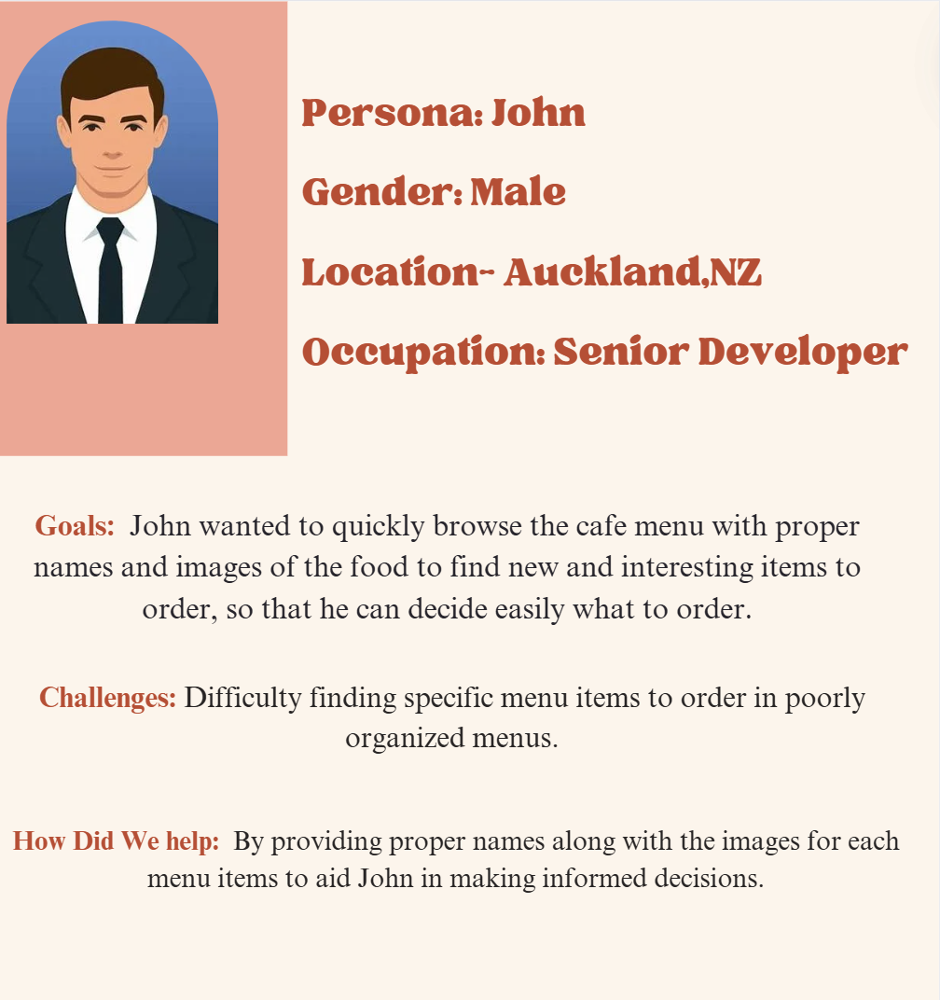 Persona: John
Gender: Male
Location- Auckland,NZ
Occupation: Senior Developer
Goals: John wanted to quickly browse the cafe menu with proper
names and images of the food to find new and interesting items to
order, so that he can decide easily what to order.
Challenges: Difficulty finding specific menu items to order in poorly
organized menus.
How Did We help: By providing proper names along with the images for each
menu items to aid John in making informed decisions.